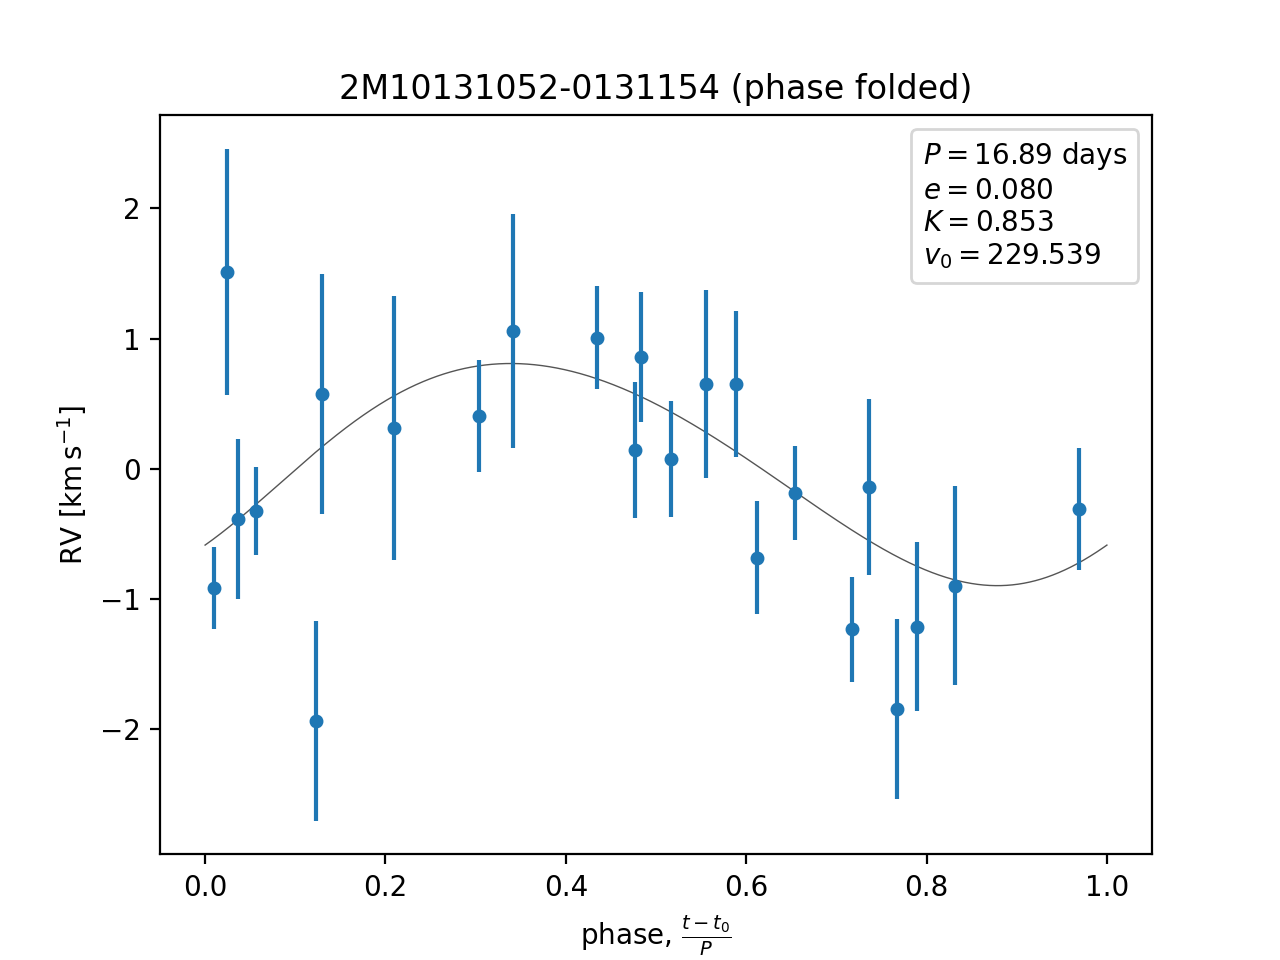 2M10131052-0131154 (phase folded)
P = 16.89 days
e = 0.080
K = 0.853
v₀ = 229.539
RV [km s⁻¹]
2
1
0
−1
−2
0.0 0.2 0.4 0.6 0.8 1.0
phase, (t − t₀)/P